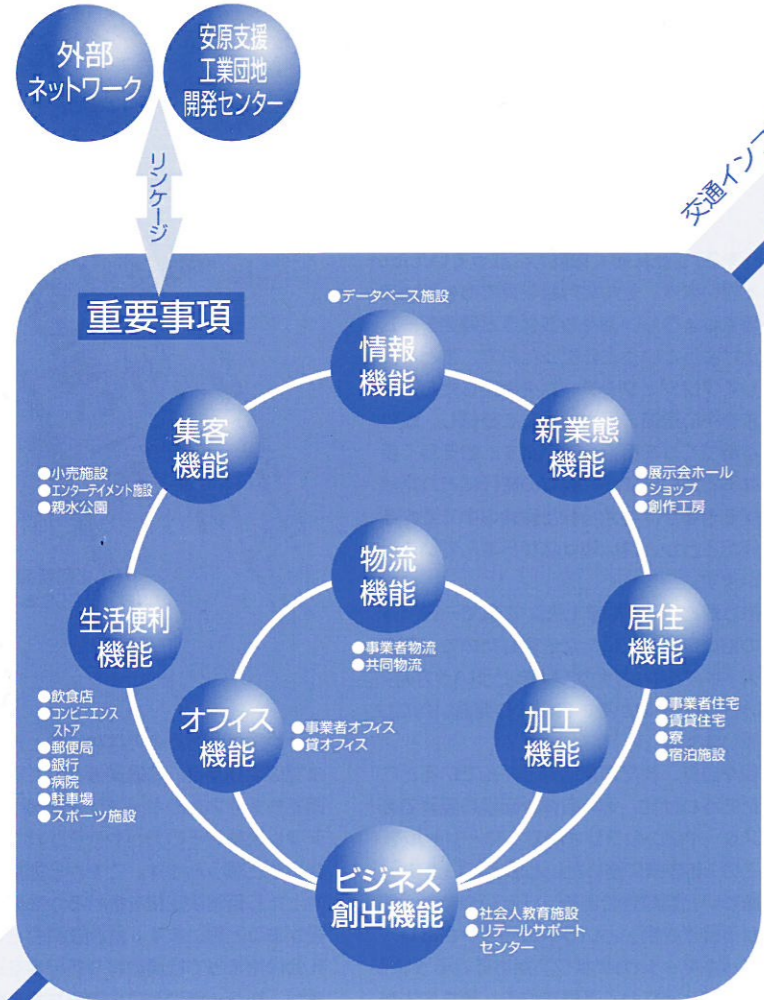 外部
ネットワーク
安原支援
工業団地
開発センター
リンケージ
交通インフ
重要事項
●データベース施設
情報
機能
集客
機能
●小売施設
●エンターテイメント施設
●親水公園
新業態
機能
●展示会ホール
●ショップ
●創作工房
物流
機能
●事業者物流
●共同物流
生活便利
機能
●飲食店
●コンビニエンス
ストア
●郵便局
●銀行
●病院
●駐車場
●スポーツ施設
居住
機能
●事業者住宅
●賃貸住宅
●寮
●宿泊施設
オフィス
機能
●事業者オフィス
●貸オフィス
加工
機能
ビジネス
創出機能
●社会人教育施設
●リテールサポート
センター